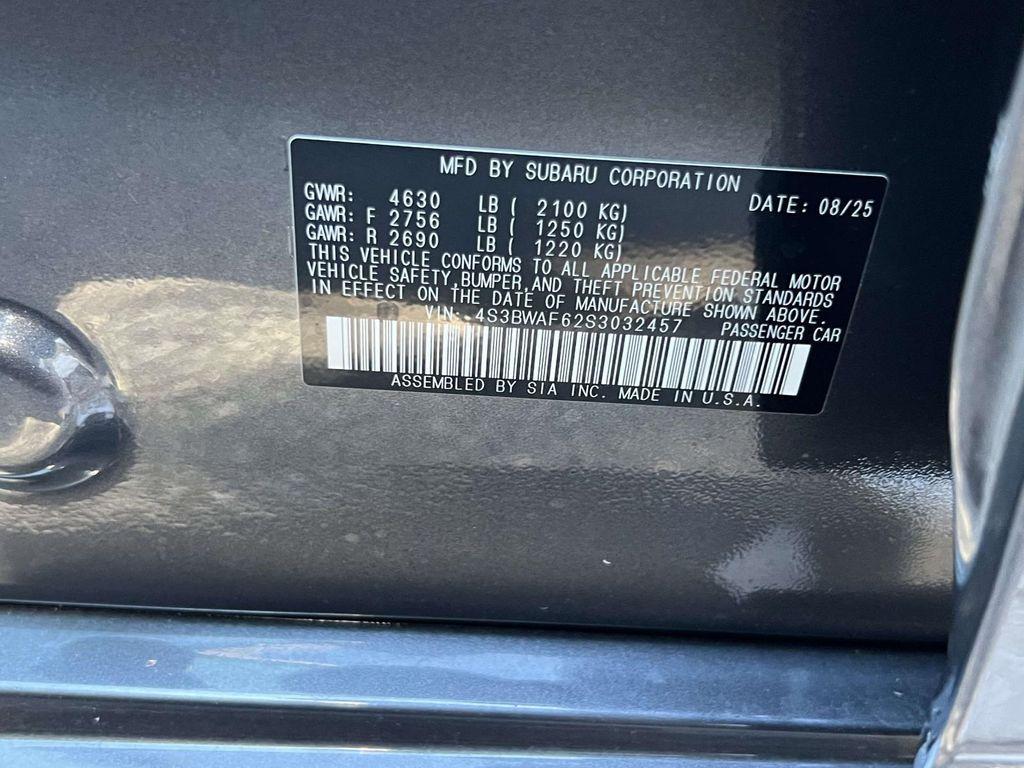 MFD BY SUBARU CORPORATION
GVWR: 4630 LB ( 2100 KG) DATE: 08/25
GAWR: F 2756 LB ( 1250 KG)
GAWR: R 2690 LB ( 1220 KG)
THIS VEHICLE CONFORMS TO ALL APPLICABLE FEDERAL MOTOR
VEHICLE SAFETY,BUMPER,AND THEFT PREVENTION STANDARDS
IN EFFECT ON THE DATE OF MANUFACTURE SHOWN ABOVE.
VIN: 4S3BWAF62S3032457 PASSENGER CAR
ASSEMBLED BY SIA INC. MADE IN U.S.A.